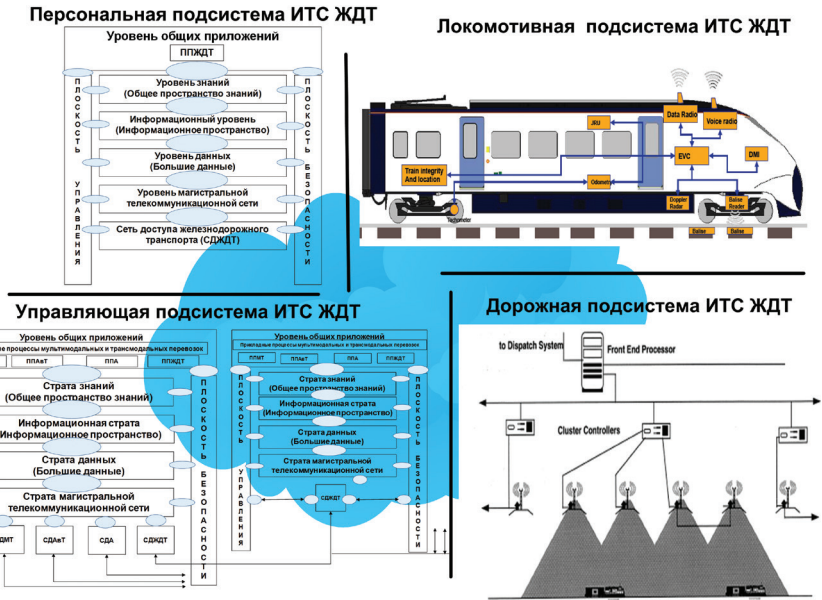 Персональная подсистема ИТС ЖДТ
Уровень общих приложений
ППЖДТ
ПЛОСКОСТЬ УПРАВЛЕНИЯ
Уровень знаний
(Общее пространство знаний)
Информационный уровень
(Информационное пространство)
Уровень данных
(Большие данные)
Уровень магистральной
телекоммуникационной сети
Сеть доступа железнодорожного
транспорта (СДЖДТ)
ПЛОСКОСТЬ БЕЗОПАСНОСТИ
Локомотивная подсистема ИТС ЖДТ
Data Radio
Voice radio
JRU
EVC
DMI
Train integrity
And location
Odometry
Doppler
Radar
Balise
Reader
Tachometer
Balise
Balise
Управляющая подсистема ИТС ЖДТ
Уровень общих приложений
процессы мультимодальных и трансмодальных перевозок
ППАвТ
ППА
ППЖДТ
Страта знаний
(Общее пространство знаний)
Информационная страта
Информационное пространство)
Страта данных
(Большие данные)
Страта магистральной
телекоммуникационной сети
ДМТ
СДАвТ
СДА
СДЖДТ
ПЛОСКОСТЬ БЕЗОПАСНОСТИ
Уровень общих приложений
Прикладные процессы мультимодальных и трансмодальных перевозок
ППМТ
ППАвТ
ППА
ППЖДТ
ПЛОСКОСТЬ УПРАВЛЕНИЯ
Страта знаний
(Общее пространство знаний)
Информационная страта
(Информационное пространство)
Страта данных
(Большие данные)
Страта магистральной
телекоммуникационной сети
СДЖДТ
ПЛОСКОСТЬ БЕЗОПАСНОСТИ
Дорожная подсистема ИТС ЖДТ
to Dispatch System
Front End Processor
Cluster Controllers